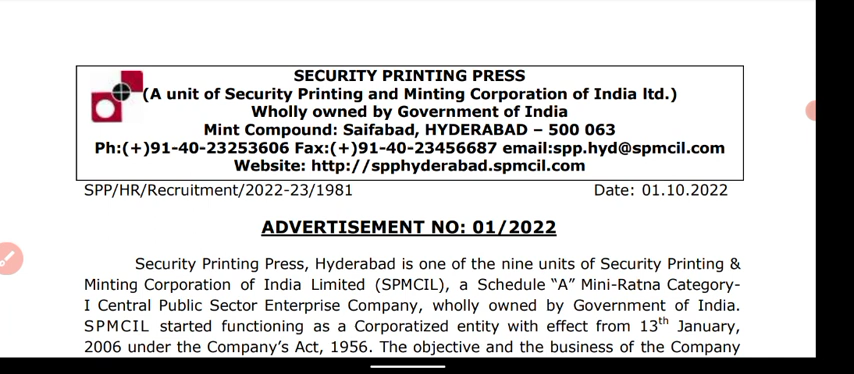 SECURITY PRINTING PRESS
(A unit of Security Printing and Minting Corporation of India ltd.)
Wholly owned by Government of India
Mint Compound: Saifabad, HYDERABAD – 500 063
Ph:(+)91-40-23253606 Fax:(+)91-40-23456687 email:spp.hyd@spmcil.com
Website: http://spphyderabad.spmcil.com
SPP/HR/Recruitment/2022-23/1981 Date: 01.10.2022
ADVERTISEMENT NO: 01/2022
Security Printing Press, Hyderabad is one of the nine units of Security Printing &
Minting Corporation of India Limited (SPMCIL), a Schedule “A” Mini-Ratna Category-
I Central Public Sector Enterprise Company, wholly owned by Government of India.
SPMCIL started functioning as a Corporatized entity with effect from 13th January,
2006 under the Company’s Act, 1956. The objective and the business of the Company